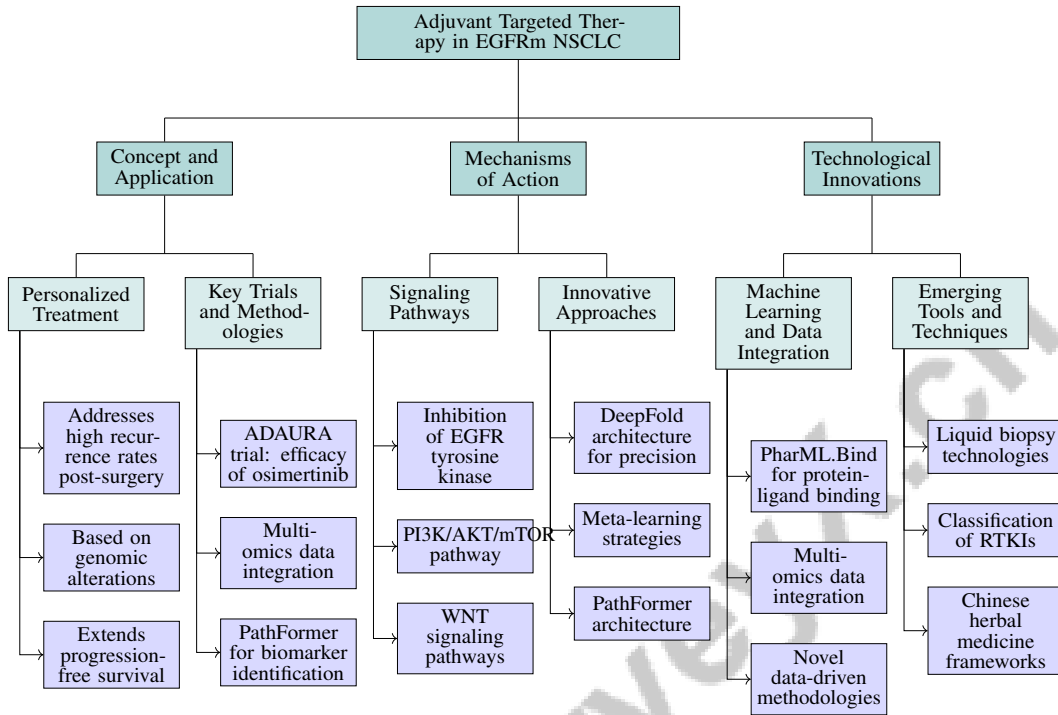 Adjuvant Targeted Ther-
apy in EGFRm NSCLC
Concept and
Application
Mechanisms
of Action
Technological
Innovations
Personalized
Treatment
Key Trials
and Method-
ologies
Signaling
Pathways
Innovative
Approaches
Machine
Learning
and Data
Integration
Emerging
Tools and
Techniques
Addresses
high recur-
rence rates
post-surgery
Based on
genomic
alterations
Extends
progression-
free survival
ADAURA
trial: efficacy
of osimertinib
Multi-
omics data
integration
PathFormer
for biomarker
identification
Inhibition
of EGFR
tyrosine
kinase
PI3K/AKT/mTOR
pathway
WNT
signaling
pathways
DeepFold
architecture
for precision
Meta-learning
strategies
PathFormer
architecture
PharML.Bind
for protein-
ligand binding
Multi-
omics data
integration
Novel
data-driven
methodologies
Liquid biopsy
technologies
Classification
of RTKIs
Chinese
herbal
medicine
frameworks